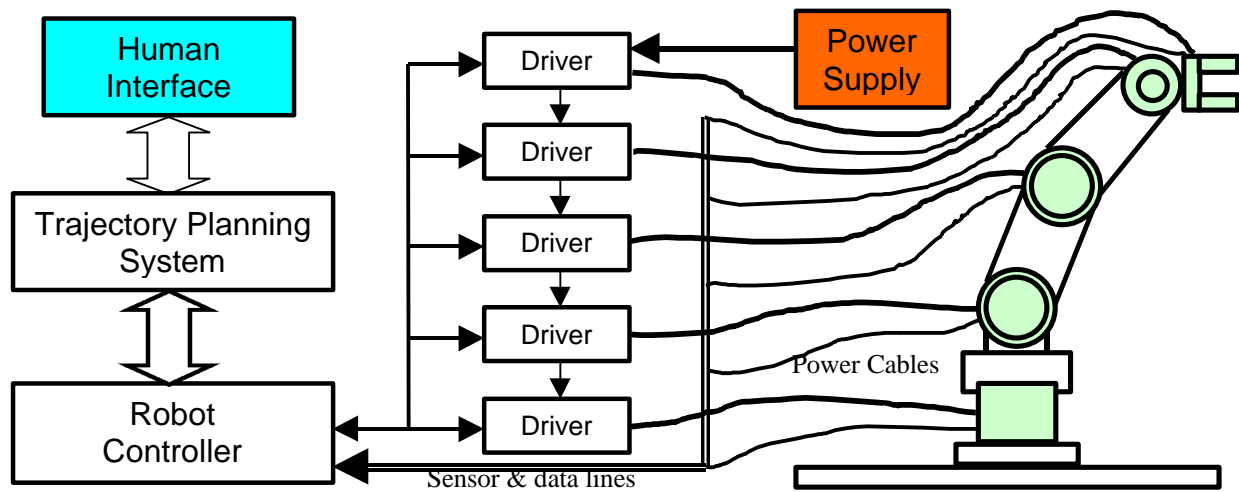 Human
Interface
Driver
Power
Supply
Driver
Trajectory Planning
System
Driver
Driver
Power Cables
Robot
Controller
Driver
Sensor & data lines